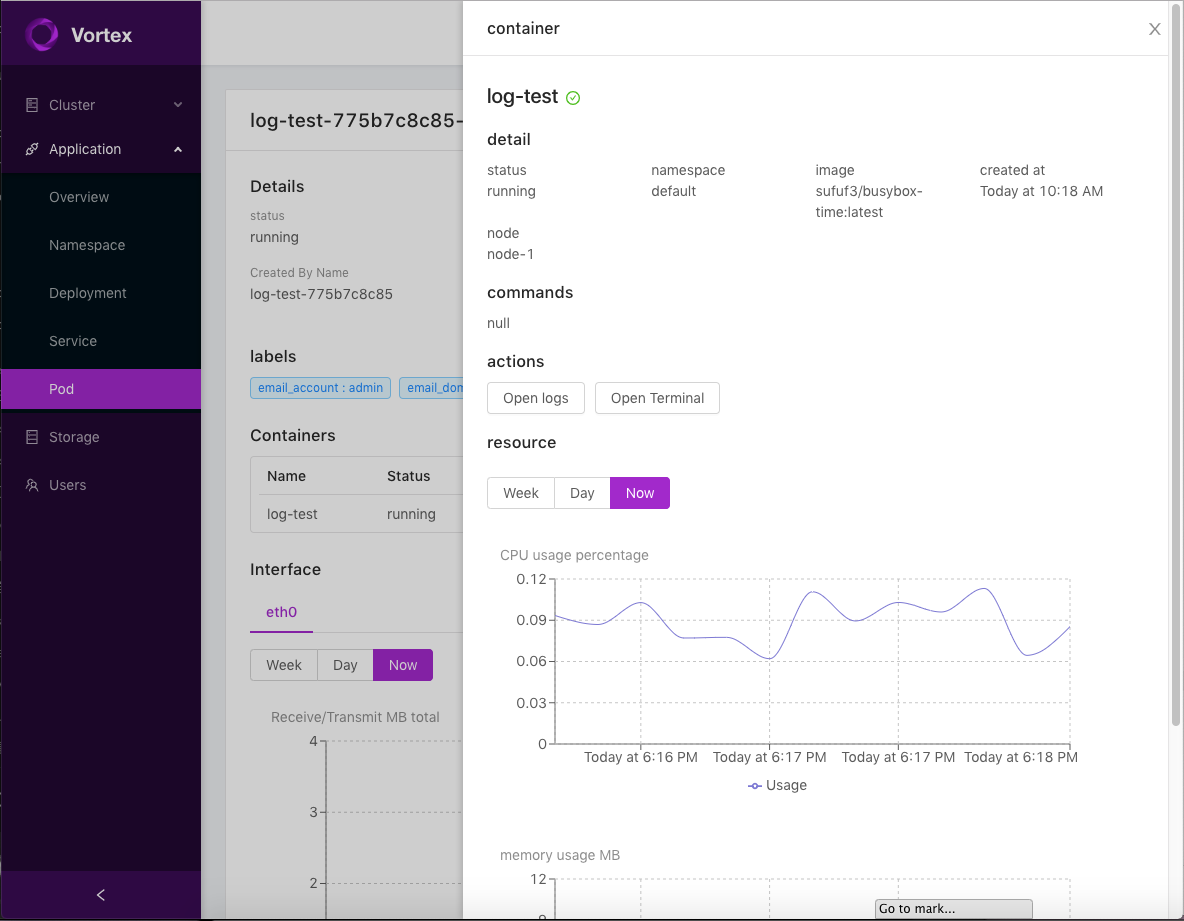 Vortex
Cluster
Application
Overview
Namespace
Deployment
Service
Pod
Storage
Users
log-test-775b7c8c85-
Details
status
running
Created By Name
log-test-775b7c8c85
labels
email_account : admin
email_dom
Containers
Name Status
log-test running
Interface
eth0
Week Day Now
Receive/Transmit MB total
4
3
2
container
log-test
detail
status namespace image created at
running default sufuf3/busybox- Today at 10:18 AM
time:latest
node
node-1
commands
null
actions
Open logs Open Terminal
resource
Week Day Now
CPU usage percentage
0.12
0.09
0.06
0.03
0
Today at 6:16 PM Today at 6:17 PM Today at 6:17 PM Today at 6:18 PM
Usage
memory usage MB
12
9
Go to mark...